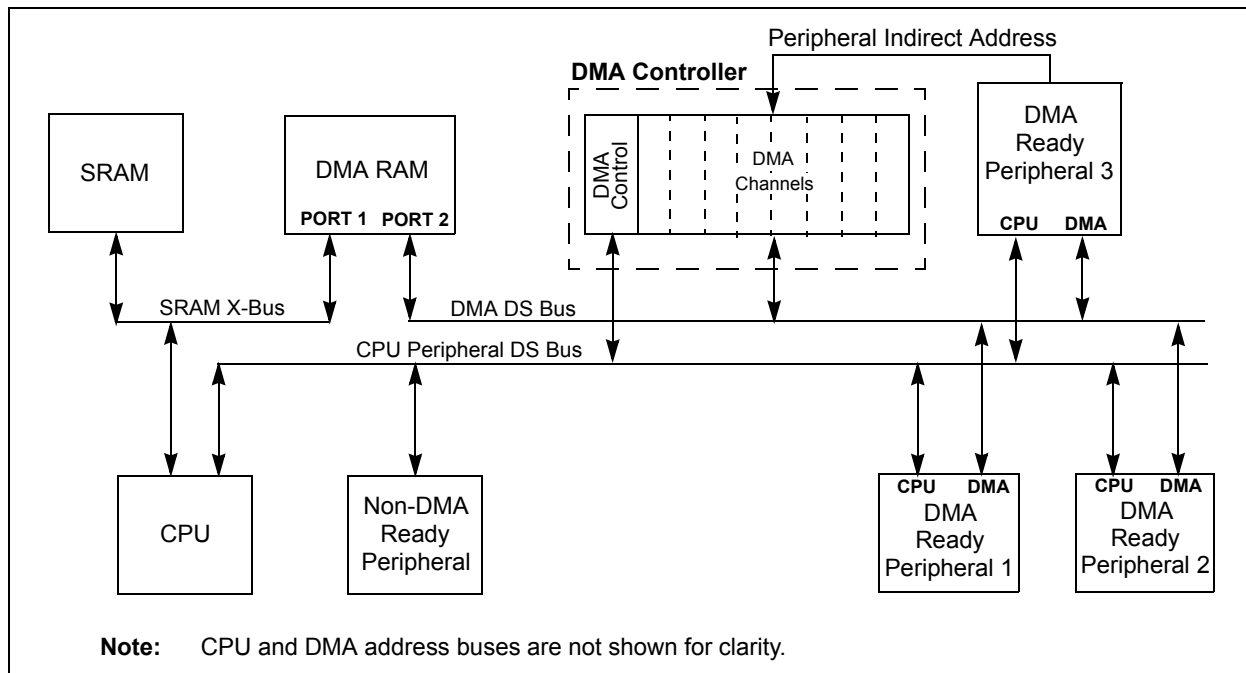 Peripheral Indirect Address
DMA Controller
SRAM
DMA RAM
PORT 1 PORT 2
DMA
Control
DMA
Channels
DMA
Ready
Peripheral 3
CPU DMA
SRAM X-Bus
DMA DS Bus
CPU Peripheral DS Bus
CPU
Non-DMA
Ready
Peripheral
CPU DMA
DMA
Ready
Peripheral 1
CPU DMA
DMA
Ready
Peripheral 2
Note: CPU and DMA address buses are not shown for clarity.